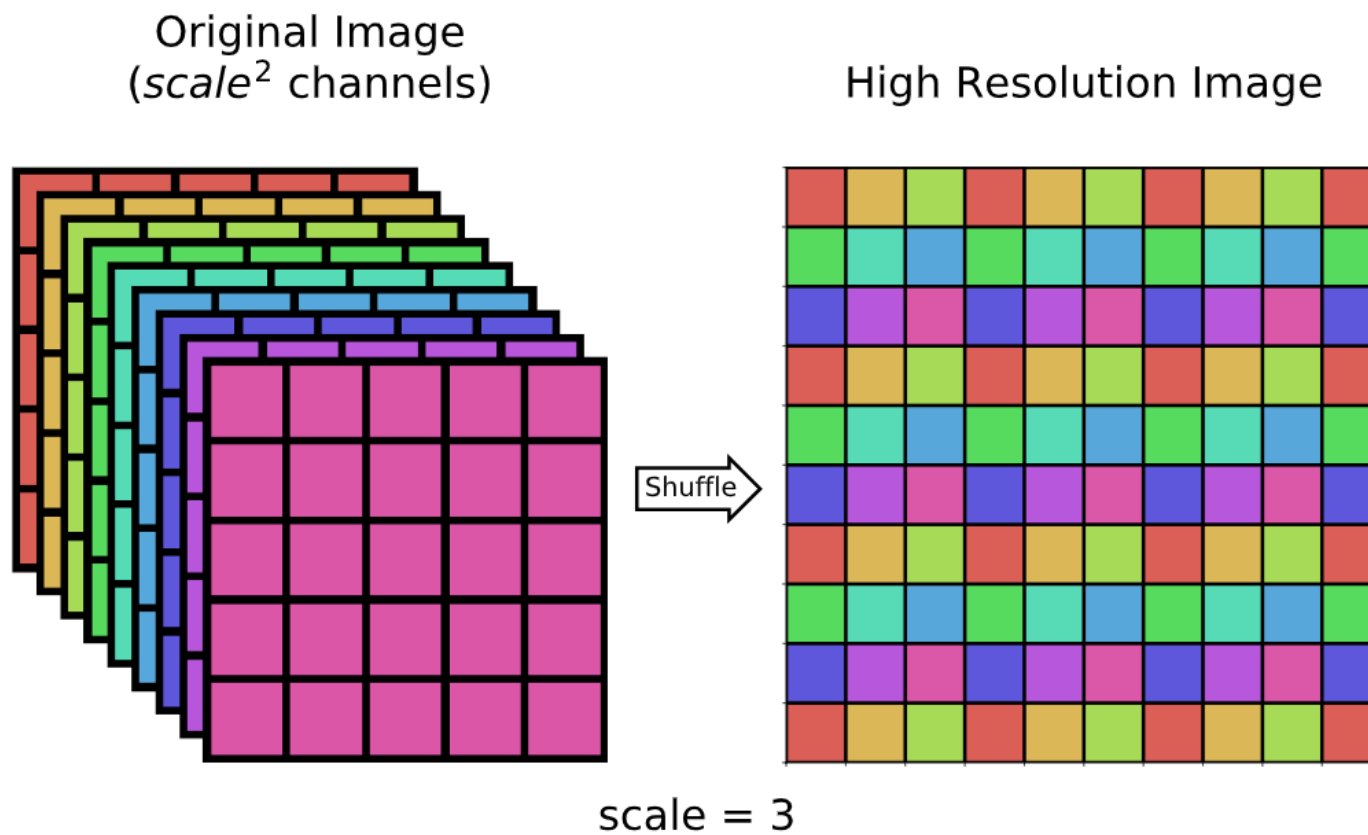 Original Image
(scale² channels)
High Resolution Image
Shuffle
scale = 3